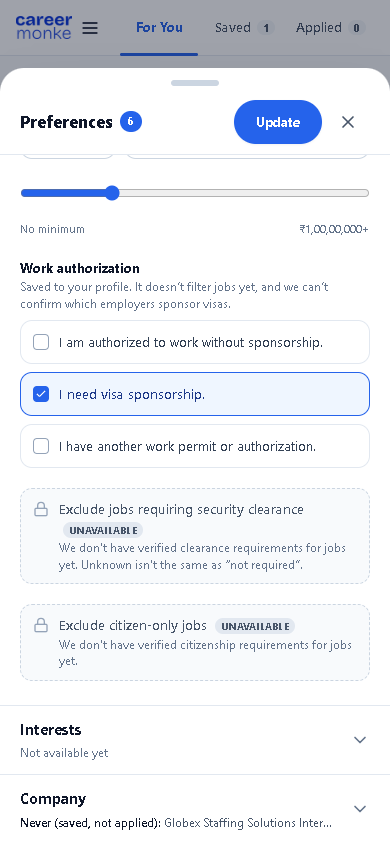 career
monke
For You
Saved 1
Applied 0
Preferences 6
Update
No minimum
₹1,00,00,000+
Work authorization
Saved to your profile. It doesn’t filter jobs yet, and we can’t
confirm which employers sponsor visas.
I am authorized to work without sponsorship.
I need visa sponsorship.
I have another work permit or authorization.
Exclude jobs requiring security clearance
UNAVAILABLE
We don’t have verified clearance requirements for jobs
yet. Unknown isn’t the same as “not required”.
Exclude citizen-only jobs UNAVAILABLE
We don’t have verified citizenship requirements for jobs
yet.
Interests
Not available yet
Company
Never (saved, not applied): Globex Staffing Solutions Inter...